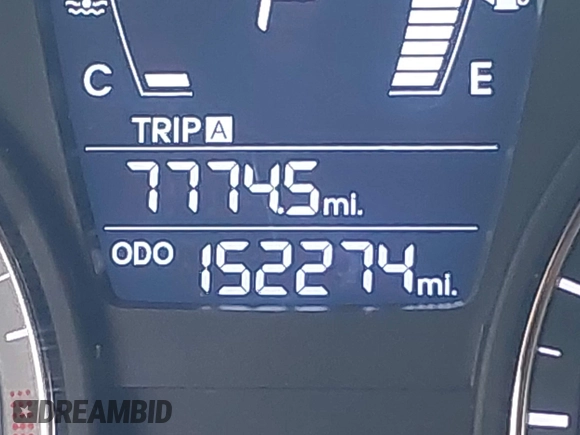 C E
TRIP A
7774.5 mi.
ODO 152274 mi.
DREAMBID